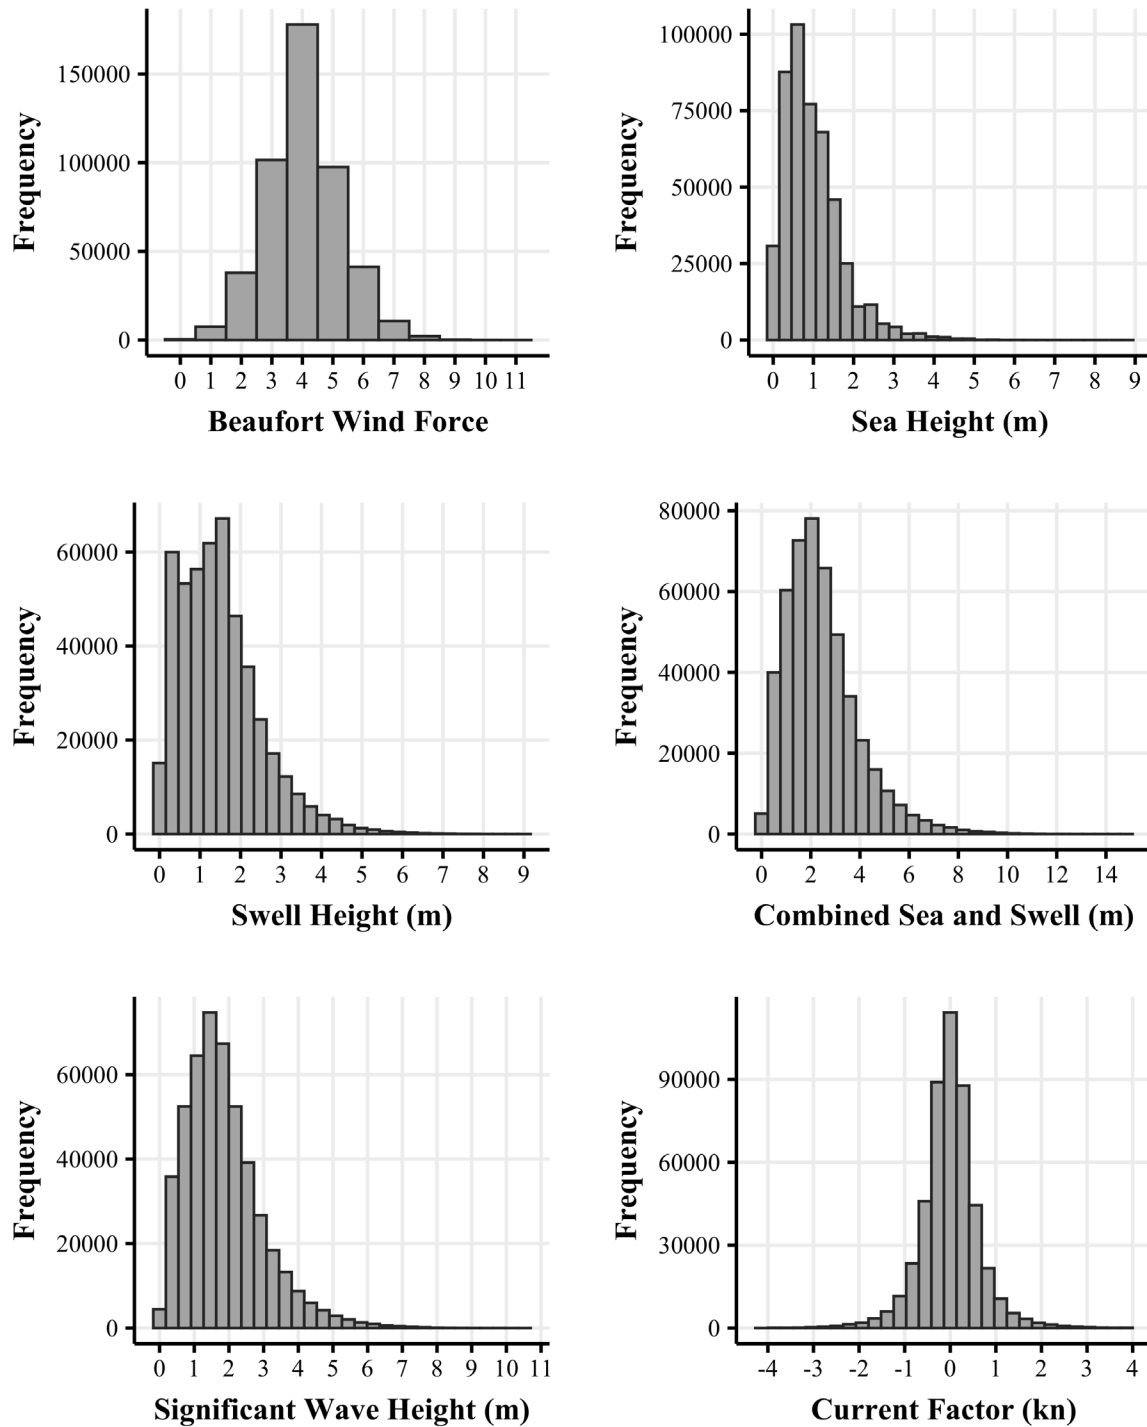 Frequency
150000
100000
50000
0
0 1 2 3 4 5 6 7 8 9 10 11
Beaufort Wind Force
Frequency
100000
75000
50000
25000
0
0 1 2 3 4 5 6 7 8 9
Sea Height (m)
Frequency
60000
40000
20000
0
0 1 2 3 4 5 6 7 8 9
Swell Height (m)
Frequency
80000
60000
40000
20000
0
0 2 4 6 8 10 12 14
Combined Sea and Swell (m)
Frequency
60000
40000
20000
0
0 1 2 3 4 5 6 7 8 9 10 11
Significant Wave Height (m)
Frequency
90000
60000
30000
0
-4 -3 -2 -1 0 1 2 3 4
Current Factor (kn)